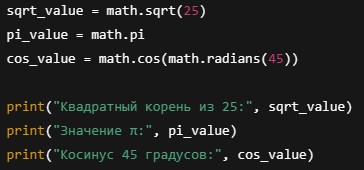 sqrt_value = math.sqrt(25)
pi_value = math.pi
cos_value = math.cos(math.radians(45))
print("Квадратный корень из 25:", sqrt_value)
print("Значение π:", pi_value)
print("Косинус 45 градусов:", cos_value)